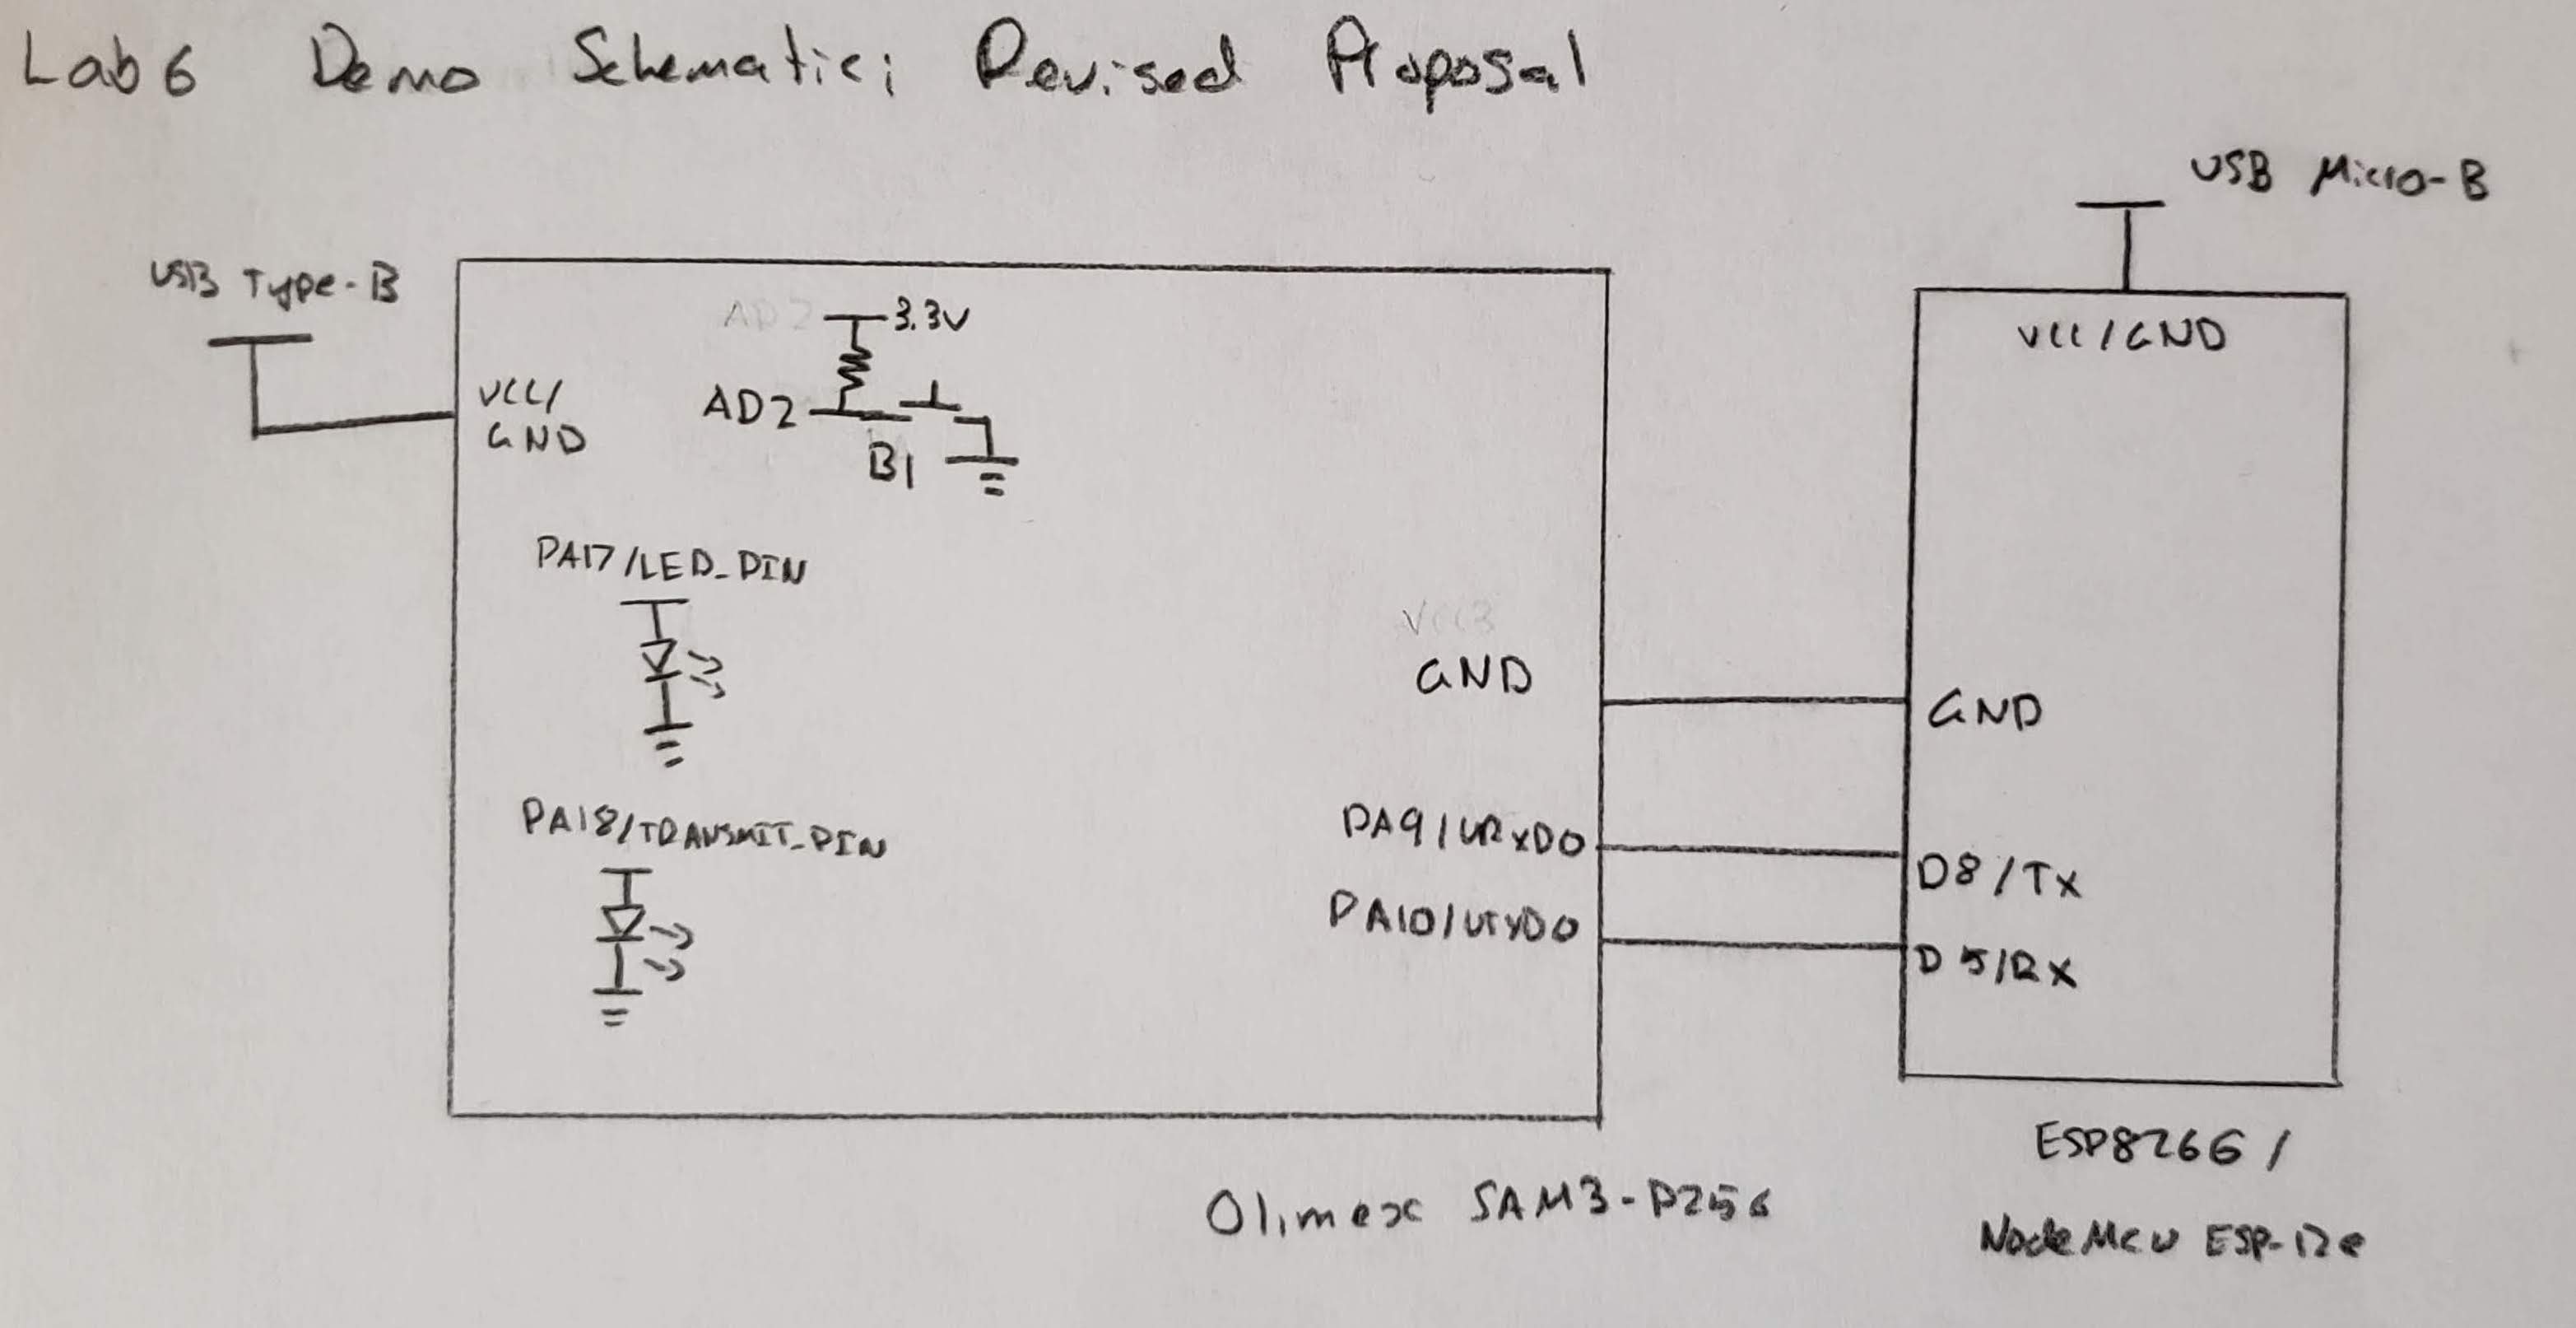 Lab 6 Demo Schematic; Revised Proposal
USB Micro-B
USB Type-B
VCC/GND
AD2
3.3V
VCC/
GND
AD2
B1
PA17/LED_PIN
VCC3
GND
GND
PA18/TRANSMIT_PIN
PA9/URXD0
D8/Tx
PA10/UTXD0
D5/Rx
ESP8266/
Olimex SAM3-P256
NodeMCU ESP-12e